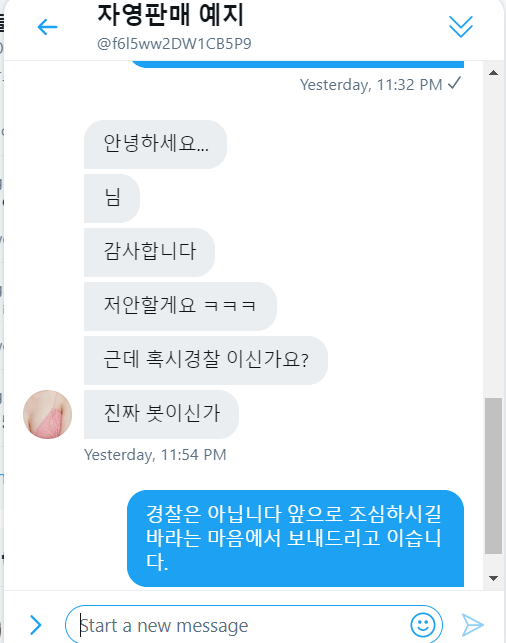 자영판매 예지
@f6l5ww2DW1CB5P9
Yesterday, 11:32 PM
안녕하세요...
님
감사합니다
저안할게요 ㅋㅋㅋ
근데 혹시경찰 이신가요?
진짜 봇이신가
Yesterday, 11:54 PM
경찰은 아닙니다 앞으로 조심하시길
바라는 마음에서 보내드리고 이습니
다.
Start a new message